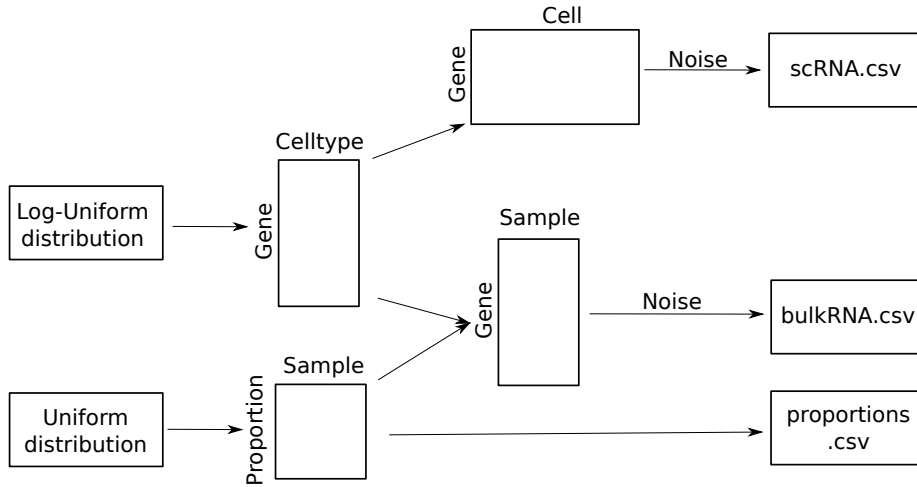 Cell
Gene
Noise
scRNA.csv
Celltype
Gene
Log-Uniform
distribution
Sample
Gene
Noise
bulkRNA.csv
Sample
Proportion
Uniform
distribution
proportions
.csv